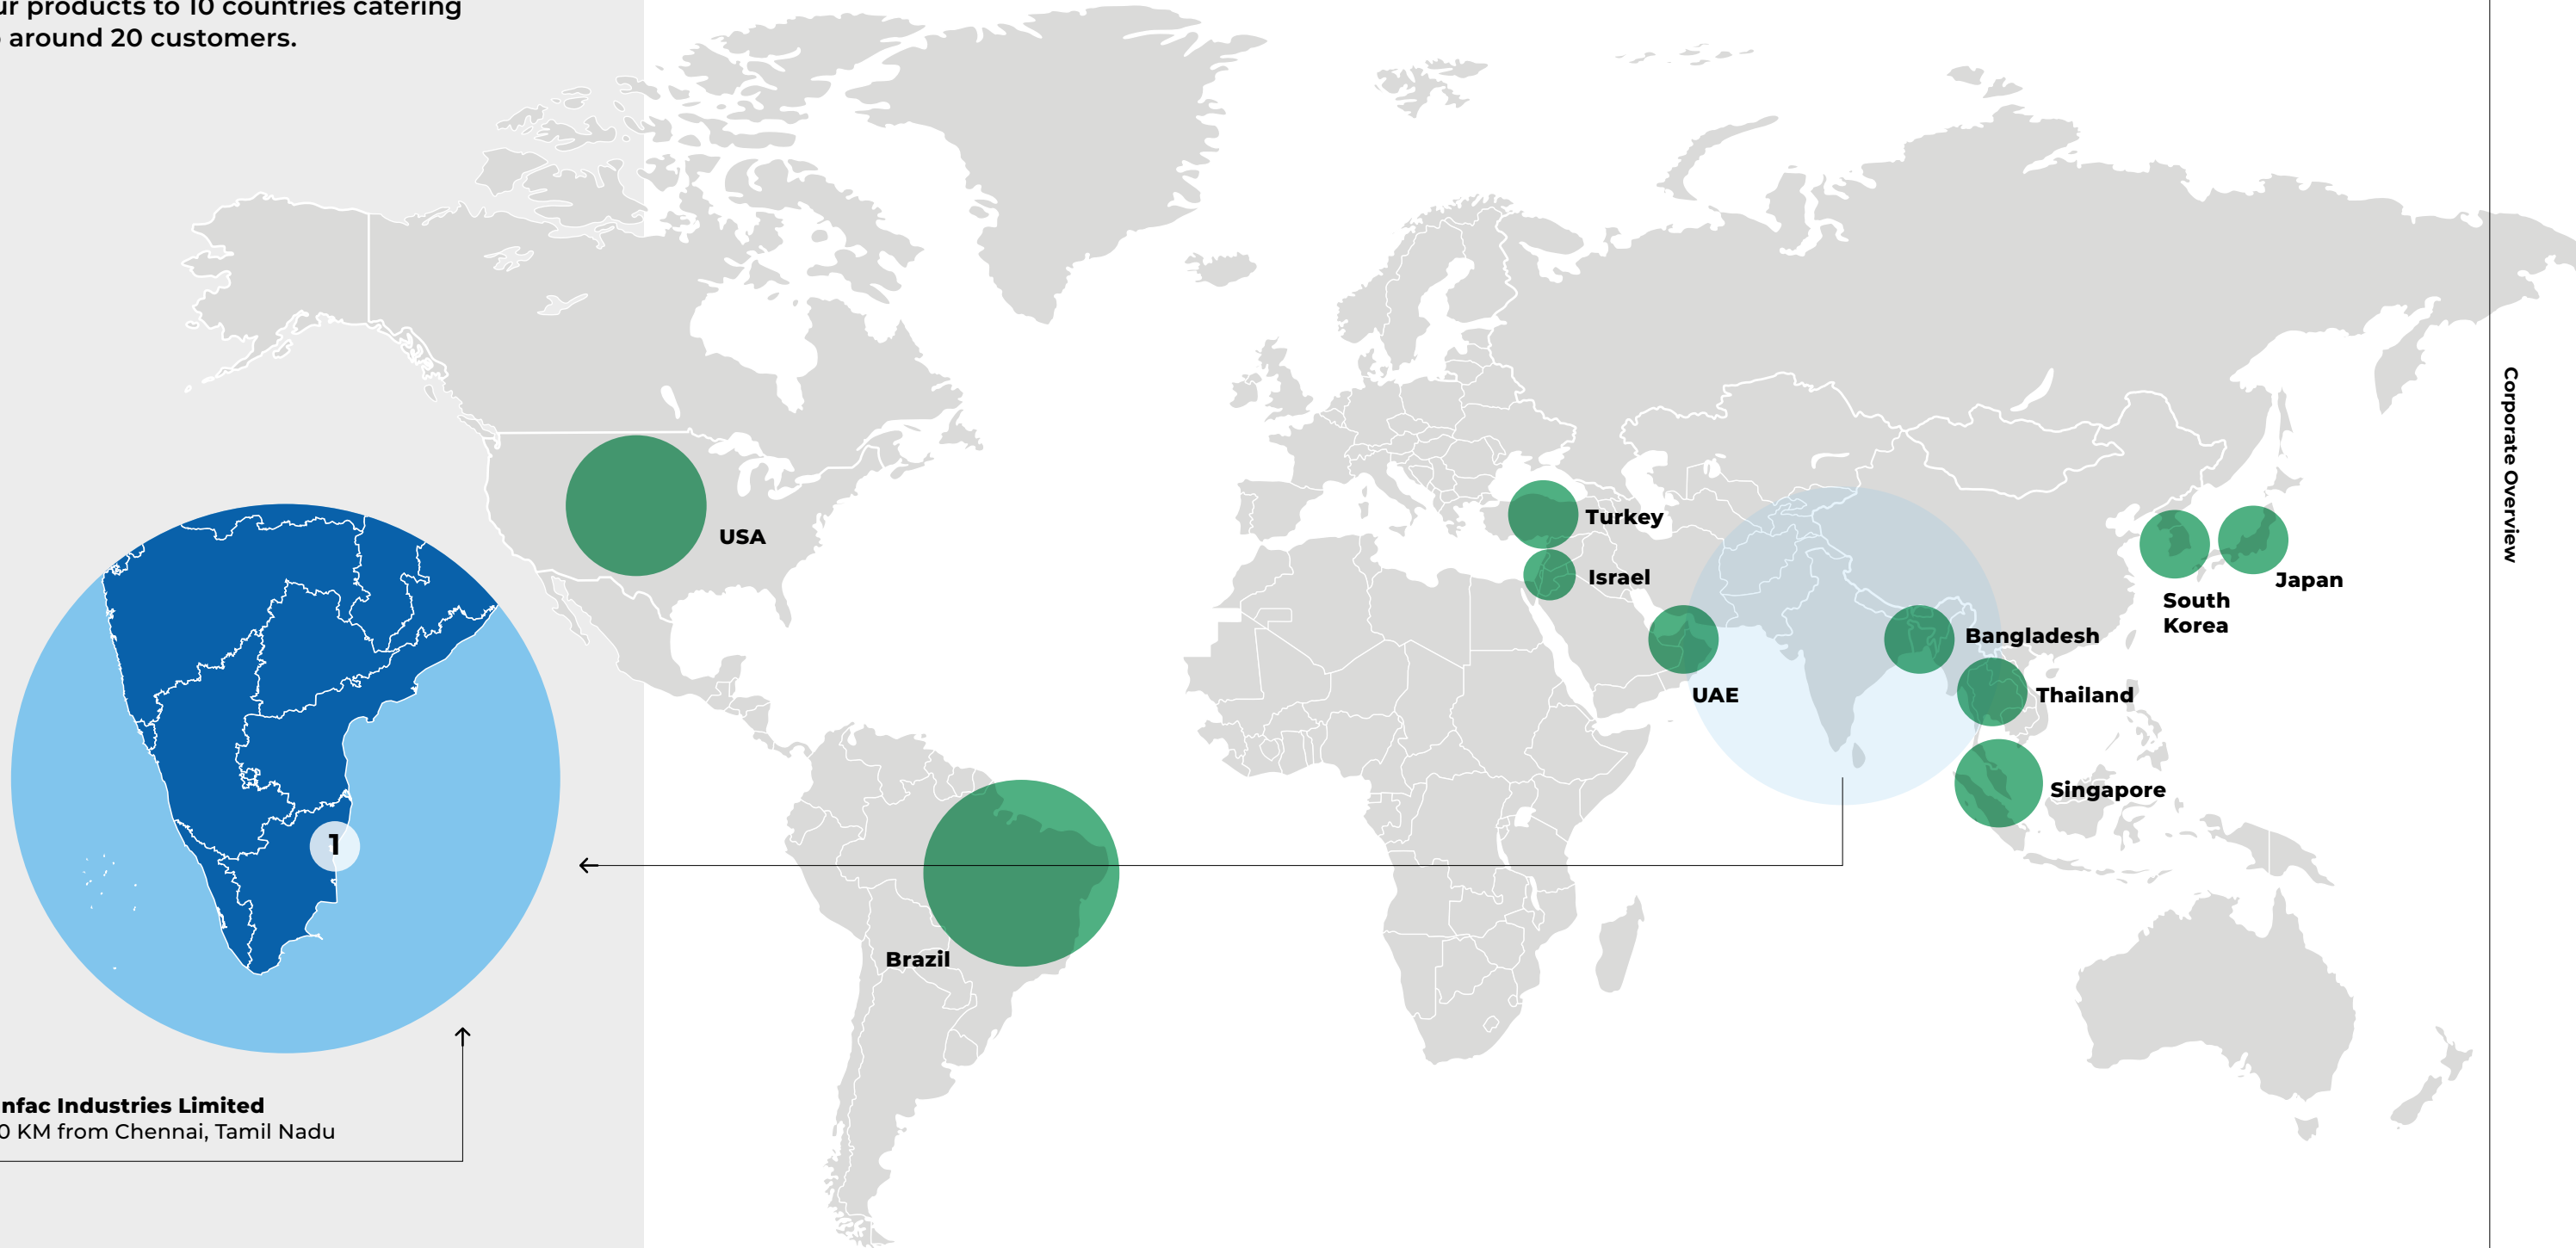 ur products to 10 countries catering
around 20 customers.
USA
Turkey
Israel
UAE
Bangladesh
Thailand
Singapore
South
Korea
Japan
Brazil
1
nfac Industries Limited
0 KM from Chennai, Tamil Nadu
Corporate Overview